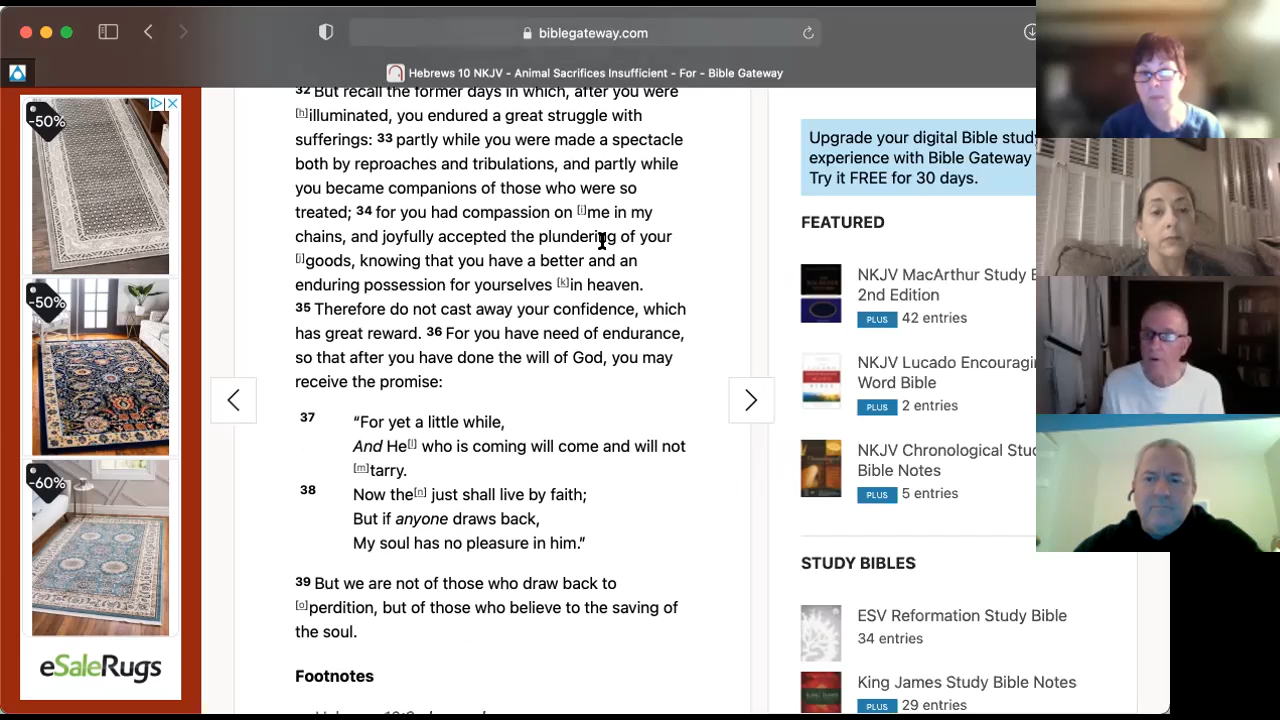 biblegateway.com
Hebrews 10 NKJV - Animal Sacrifices Insufficient - For - Bible Gateway
-50%
-50%
-60%
eSaleRugs
32 But recall the former days in which, after you were
[h]illuminated, you endured a great struggle with
sufferings: 33 partly while you were made a spectacle
both by reproaches and tribulations, and partly while
you became companions of those who were so
treated; 34 for you had compassion on [i]me in my
chains, and joyfully accepted the plundering of your
[j]goods, knowing that you have a better and an
enduring possession for yourselves [k]in heaven.
35 Therefore do not cast away your confidence, which
has great reward. 36 For you have need of endurance,
so that after you have done the will of God, you may
receive the promise:
37 “For yet a little while,
And He[l] who is coming will come and will not
[m]tarry.
38 Now the[n] just shall live by faith;
But if anyone draws back,
My soul has no pleasure in him.”
39 But we are not of those who draw back to
[o]perdition, but of those who believe to the saving of
the soul.
Footnotes
Upgrade your digital Bible study
experience with Bible Gateway
Try it FREE for 30 days.
FEATURED
NKJV MacArthur Study
2nd Edition
PLUS 42 entries
NKJV Lucado
Word Bible
PLUS 2 entries
NKJV Chronological
Bible Notes
PLUS 5 entries
STUDY BIBLES
ESV Reformation Study Bible
34 entries
King James Study Bible Notes
PLUS 29 entries